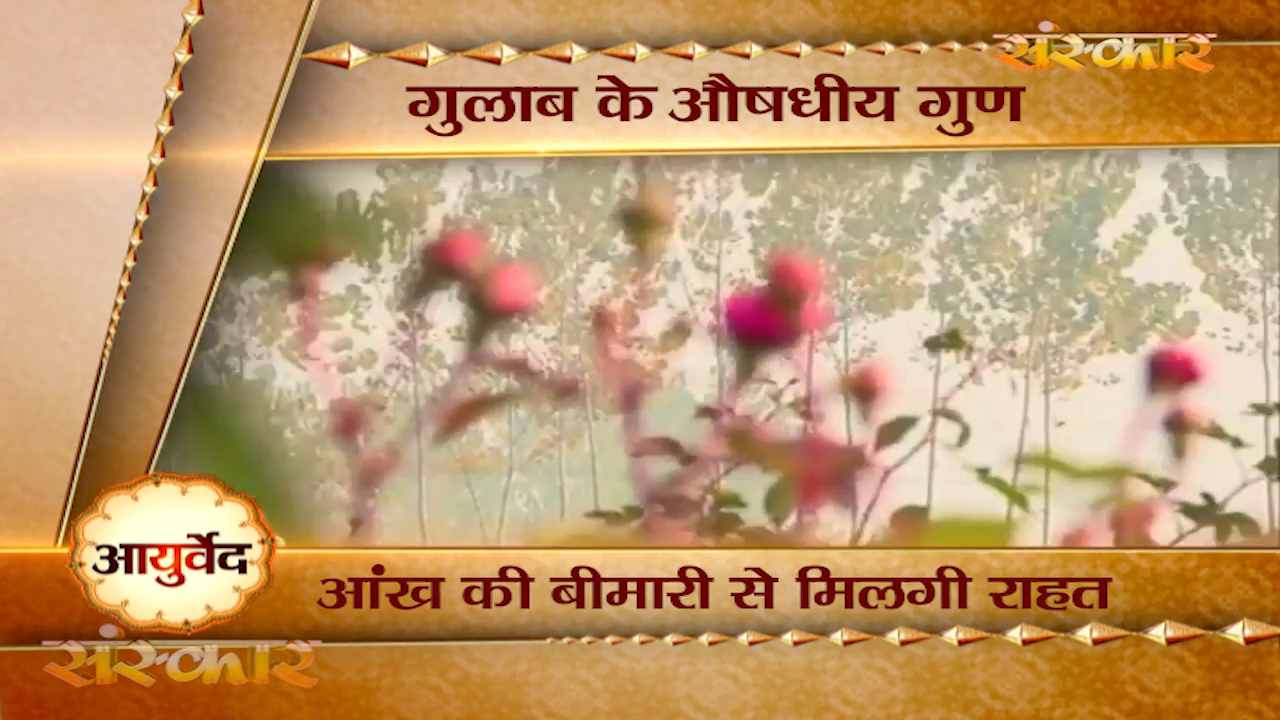 संस्कार
गुलाब के औषधीय गुण
आयुर्वेद
आंख की बीमारी से मिलगी राहत
संस्कार